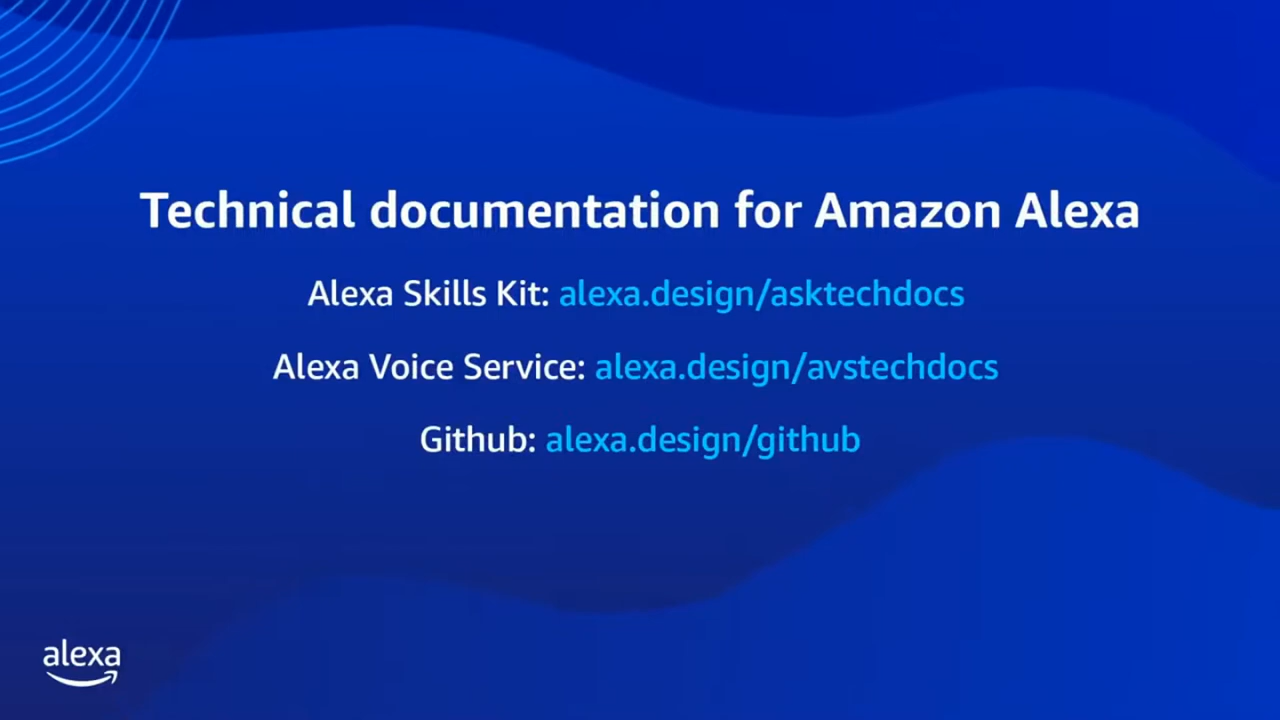 Technical documentation for Amazon Alexa
Alexa Skills Kit: alexa.design/asktechdocs
Alexa Voice Service: alexa.design/avstechdocs
Github: alexa.design/github
alexa